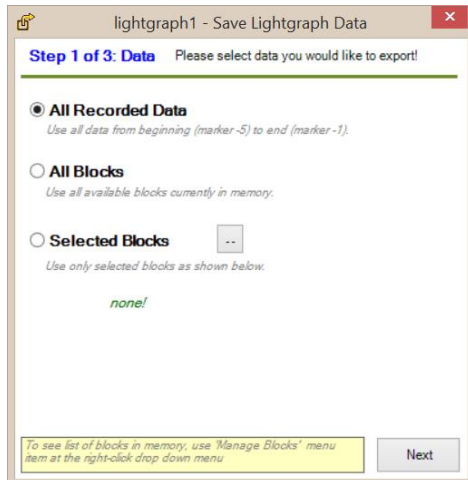 lightgraph1 - Save Lightgraph Data
Step 1 of 3: Data Please select data you would like to export!
All Recorded Data
Use all data from beginning (marker -5) to end (marker -1).
All Blocks
Use all available blocks currently in memory.
Selected Blocks --
Use only selected blocks as shown below.
none!
To see list of blocks in memory, use 'Manage Blocks' menu
item at the right-click drop down menu
Next